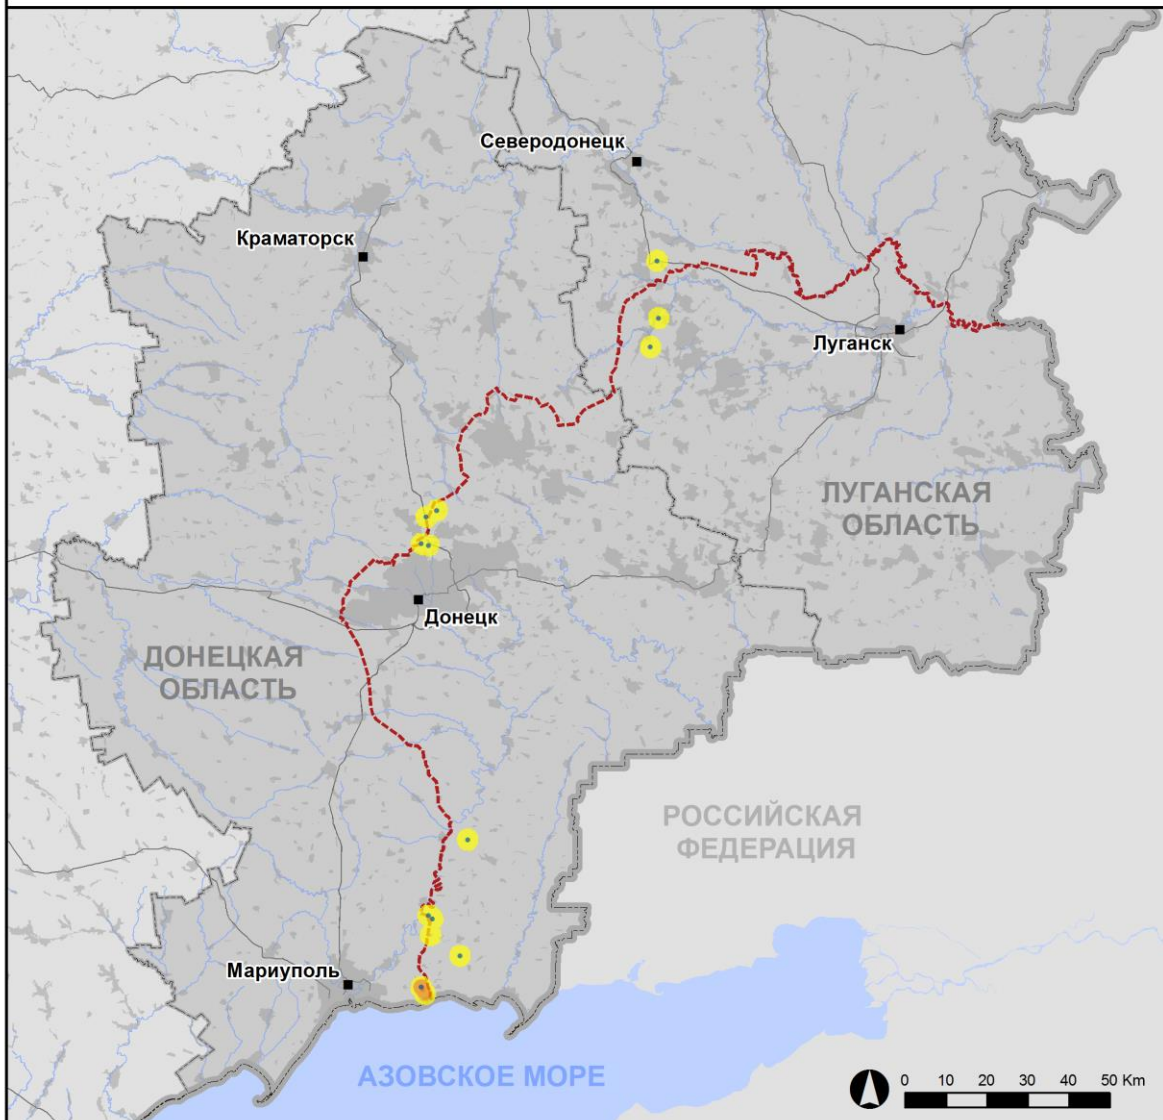 Северодонецк
Краматорск
Луганск
ЛУГАНСКАЯ
ОБЛАСТЬ
Донецк
ДОНЕЦКАЯ
ОБЛАСТЬ
РОССИЙСКАЯ
ФЕДЕРАЦИЯ
Мариуполь
АЗОВСКОЕ МОРЕ
0 10 20 30 40 50 Km